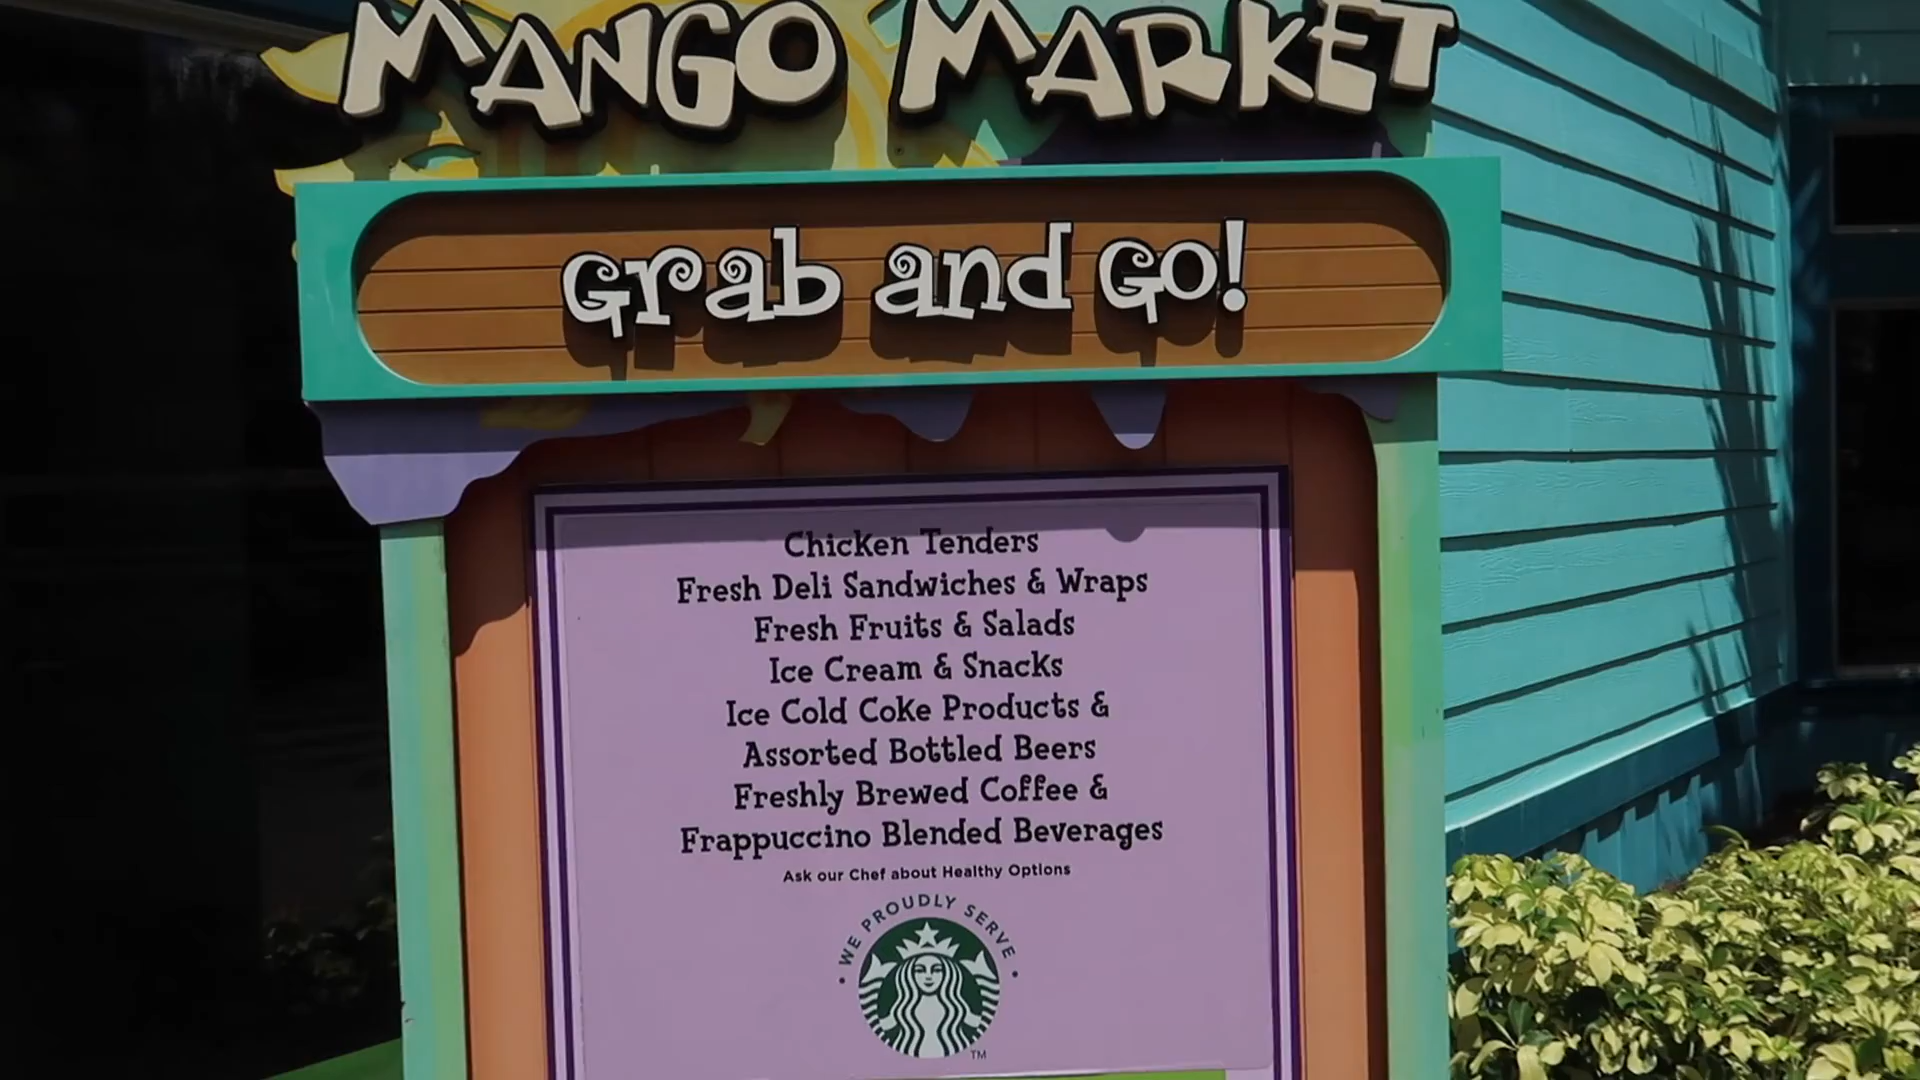 MANGO MARKET
Grab and Go!
Chicken Tenders
Fresh Deli Sandwiches & Wraps
Fresh Fruits & Salads
Ice Cream & Snacks
Ice Cold Coke Products &
Assorted Bottled Beers
Freshly Brewed Coffee &
Frappuccino Blended Beverages
Ask our Chef about Healthy Options
• WE PROUDLY SERVE •
TM